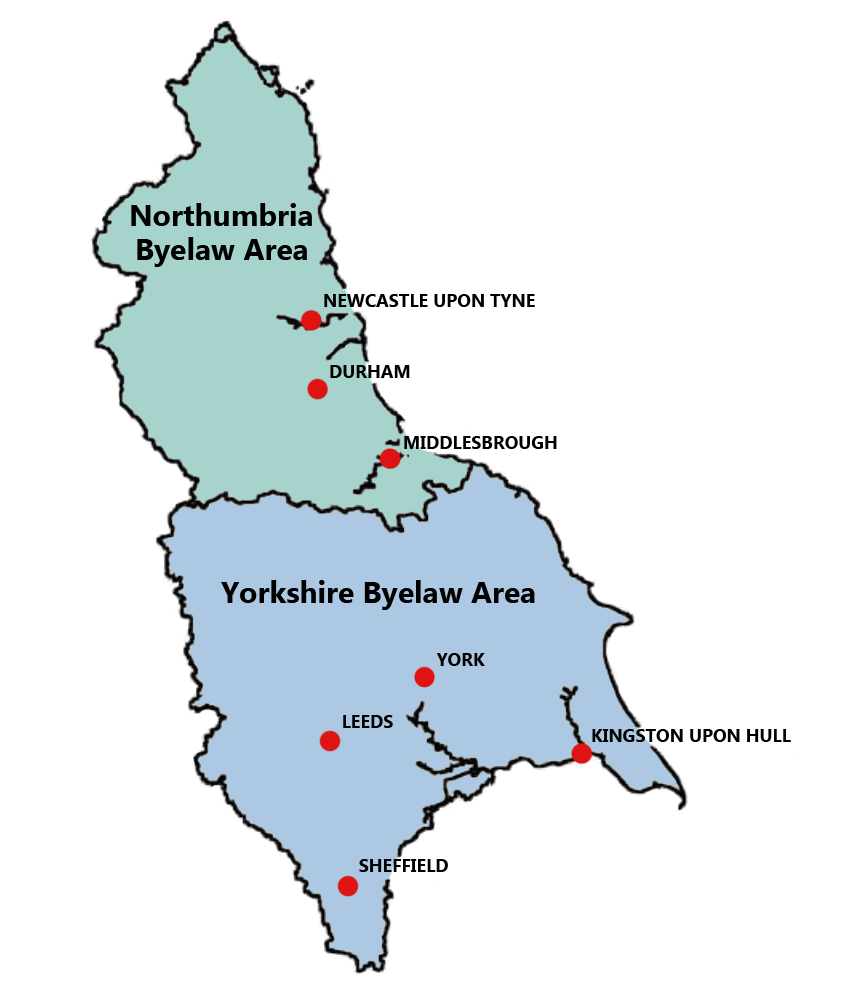 Northumbria
Byelaw Area
NEWCASTLE UPON TYNE
DURHAM
MIDDLESBROUGH
Yorkshire Byelaw Area
YORK
LEEDS
KINGSTON UPON HULL
SHEFFIELD